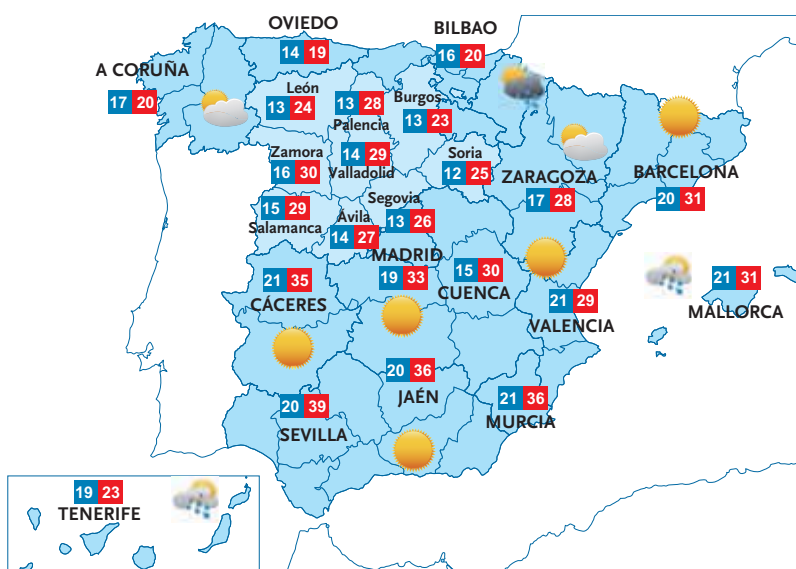 OVIEDO
14 19
BILBAO
16 20
A CORUÑA
17 20
León
13 24
13 28
Palencia
Burgos
13 23
Zamora
16 30
14 29
Valladolid
Soria
12 25
ZARAGOZA
17 28
BARCELONA
20 31
15 29
Salamanca
Segovia
13 26
Ávila
14 27
MADRID
19 33
15 30
CUENCA
21 35
CÁCERES
21 29
VALENCIA
21 31
MALLORCA
20 36
JAÉN
20 39
SEVILLA
21 36
MURCIA
19 23
TENERIFE